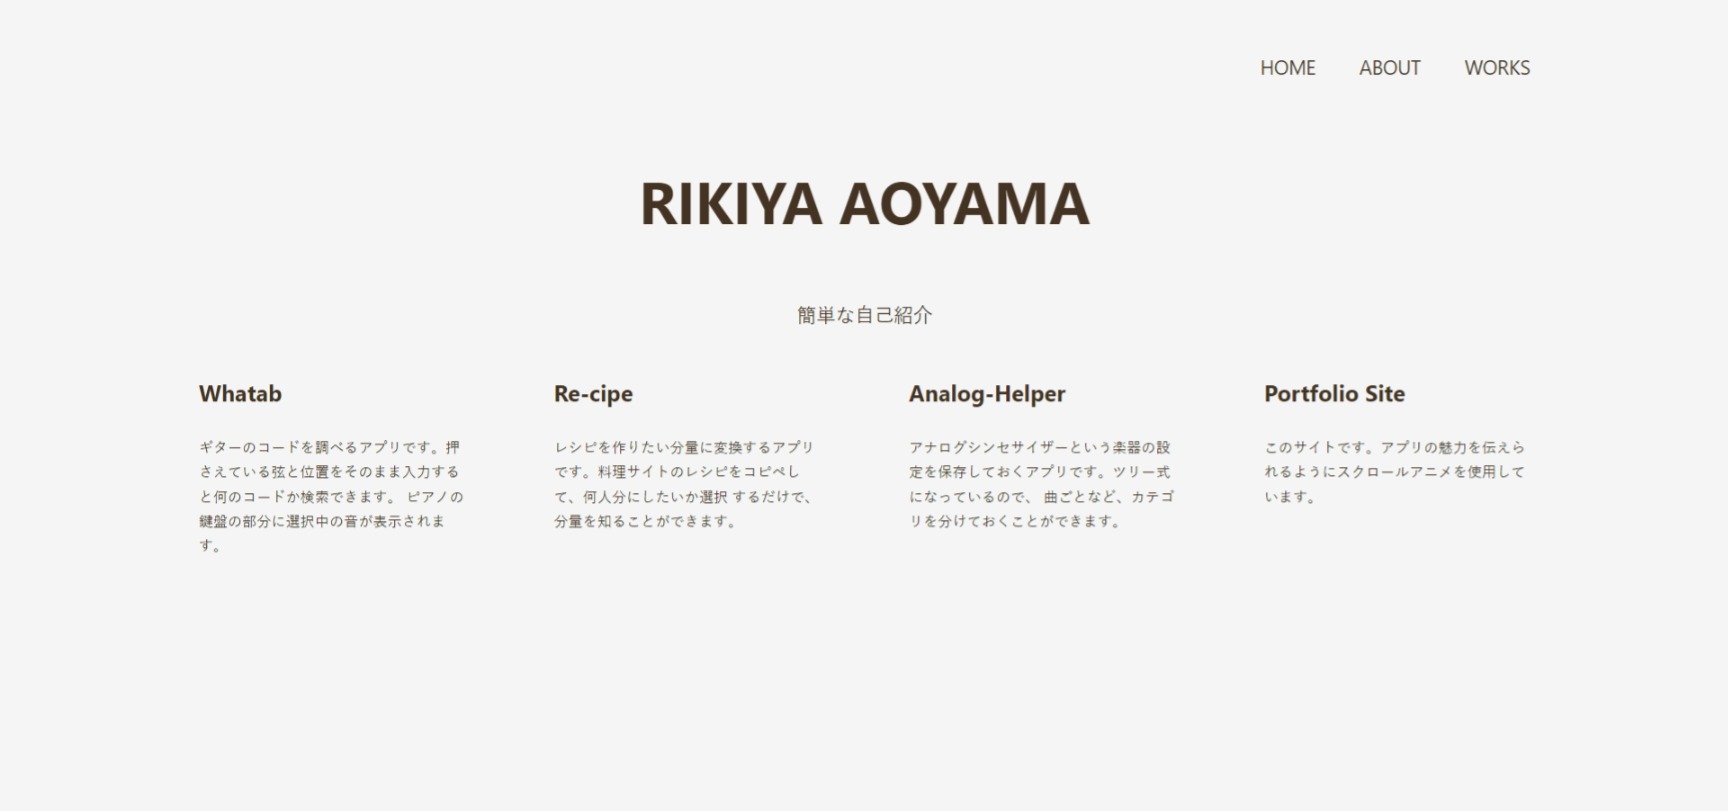 HOME ABOUT WORKS
RIKIYA AOYAMA
簡単な自己紹介
Whatab
ギターのコードを調べるアプリです。押
さえている弦と位置をそのまま入力する
と何のコードか検索できます。 ピアノの
鍵盤の部分に選択中の音が表示されま
す。
Re-cipe
レシピを作りたい分量に変換するアプリ
です。料理サイトのレシピをコピペし
て、何人分にしたいか選択 するだけで、
分量を知ることができます。
Analog-Helper
アナログシンセサイザーという楽器の設
定を保存しておくアプリです。ツリー式
になっているので、 曲ごとなど、カテゴ
リを分けておくことができます。
Portfolio Site
このサイトです。アプリの魅力を伝えら
れるようにスクロールアニメを使用して
います。